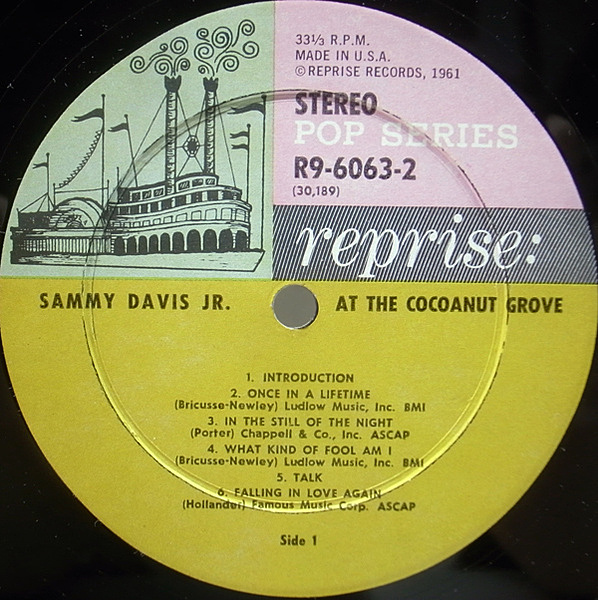 33⅓ R.P.M.
MADE IN U.S.A.
©REPRISE RECORDS, 1961
STEREO
POP SERIES
R9-6063-2
(30,189)
reprise:
SAMMY DAVIS JR. AT THE COCOANUT GROVE
1. INTRODUCTION
2. ONCE IN A LIFETIME
(Bricusse-Newley) Ludlow Music, Inc. BMI
3. IN THE STILL OF THE NIGHT
(Porter) Chappell & Co., Inc. ASCAP
4. WHAT KIND OF FOOL AM I
(Bricusse-Newley) Ludlow Music, Inc. BMI
5. TALK
6. FALLING IN LOVE AGAIN
(Hollander) Famous Music Corp. ASCAP
Side 1